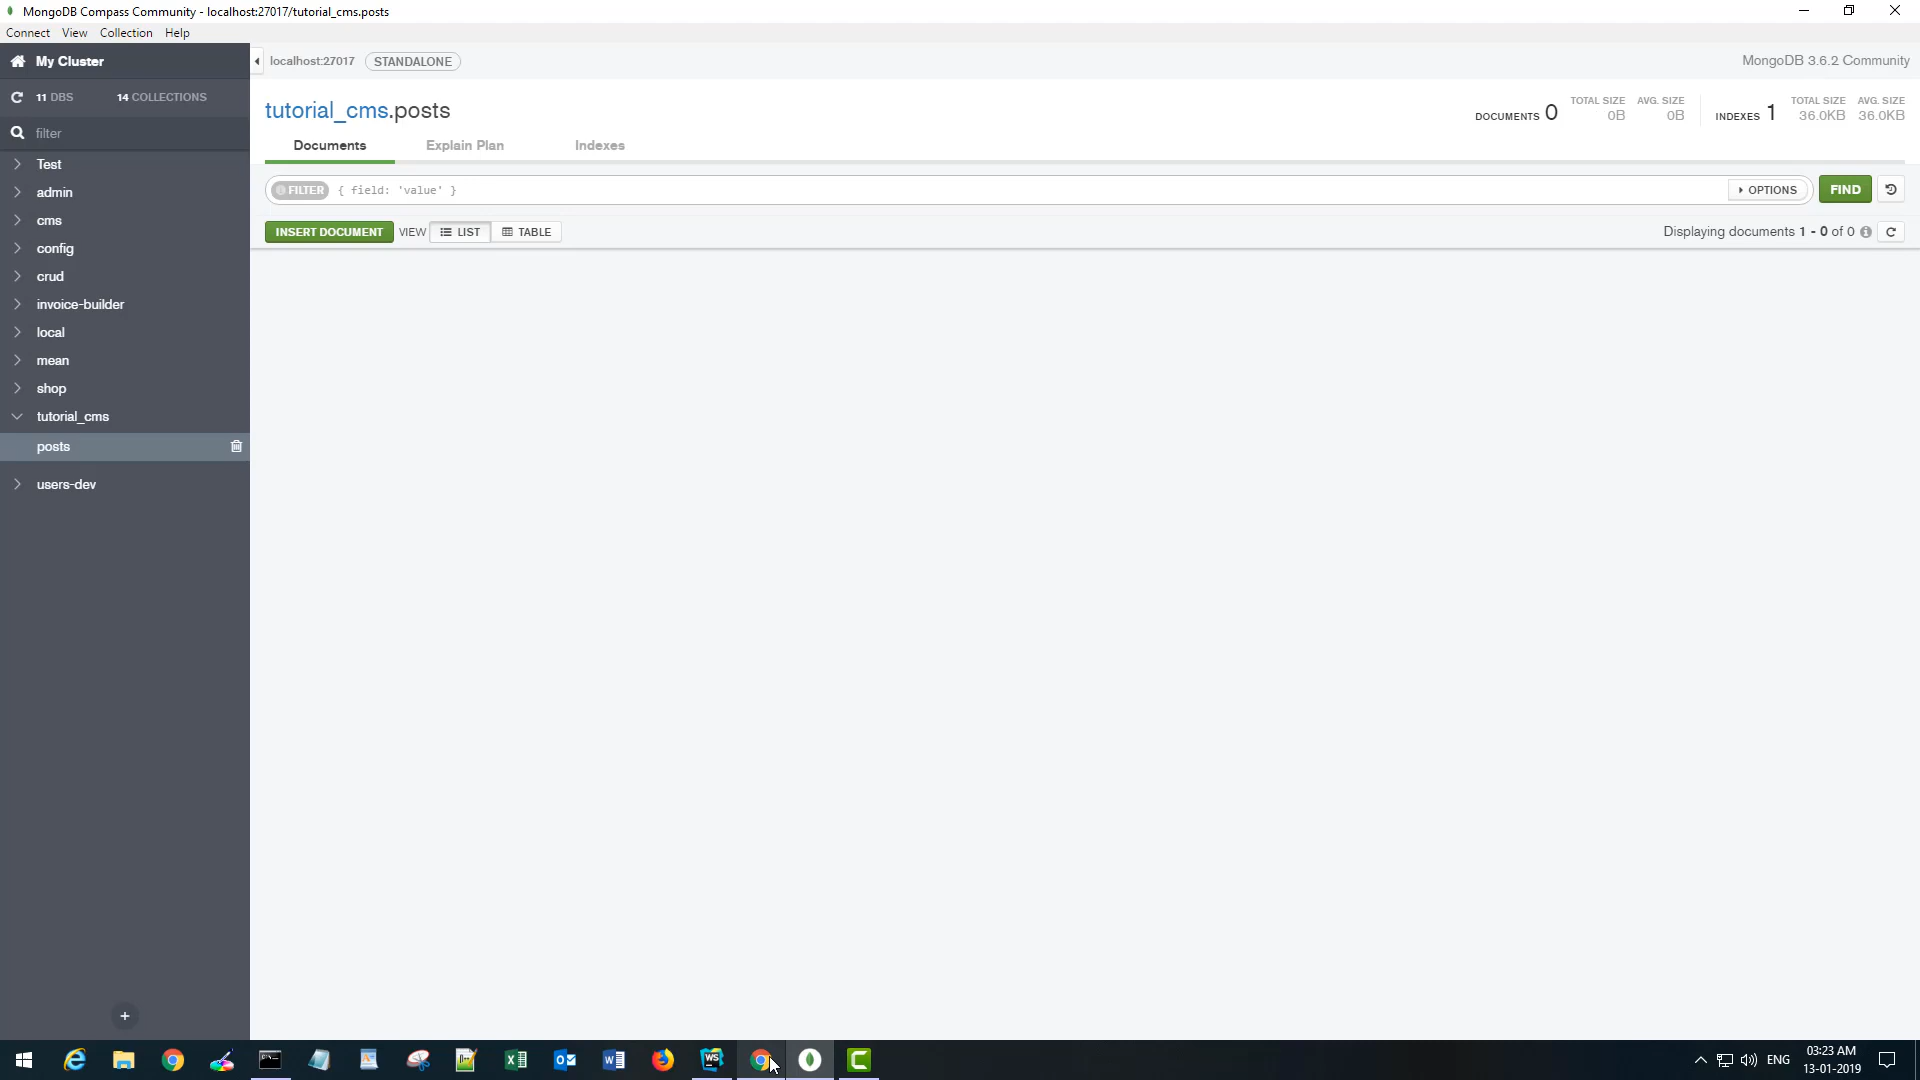 MongoDB Compass Community - localhost:27017/tutorial_cms.posts
Connect View Collection Help
My Cluster
localhost:27017 STANDALONE
MongoDB 3.6.2 Community
11 DBS 14 COLLECTIONS
filter
tutorial_cms.posts
DOCUMENTS 0 TOTAL SIZE 0B AVG. SIZE 0B INDEXES 1 TOTAL SIZE 36.0KB AVG. SIZE 36.0KB
Documents Explain Plan Indexes
FILTER { field: 'value' } OPTIONS FIND
INSERT DOCUMENT VIEW LIST TABLE
Displaying documents 1 - 0 of 0
Test
admin
cms
config
crud
invoice-builder
local
mean
shop
tutorial_cms
posts
users-dev
+
WS
ENG
03:23 AM
13-01-2019